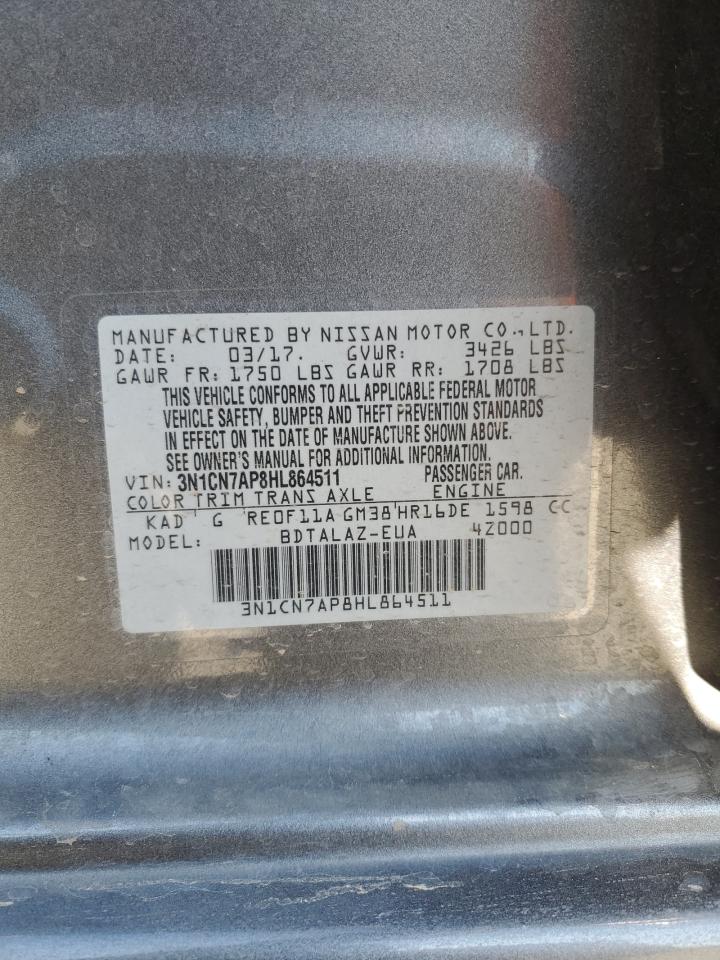 MANUFACTURED BY NISSAN MOTOR CO., LTD.
DATE: 03/17. GVWR: 3426 LBS
GAWR FR: 1750 LBS GAWR RR: 1708 LBS
THIS VEHICLE CONFORMS TO ALL APPLICABLE FEDERAL MOTOR
VEHICLE SAFETY, BUMPER AND THEFT PREVENTION STANDARDS
IN EFFECT ON THE DATE OF MANUFACTURE SHOWN ABOVE.
SEE OWNER'S MANUAL FOR ADDITIONAL INFORMATION.
VIN: 3N1CN7AP8HL864511 PASSENGER CAR.
COLOR TRIM TRANS AXLE ENGINE
KAD G RE0F11A GM38 HR16DE 1598 CC
MODEL: BDTALAZ-EUA 4Z000
3N1CN7AP8HL864511